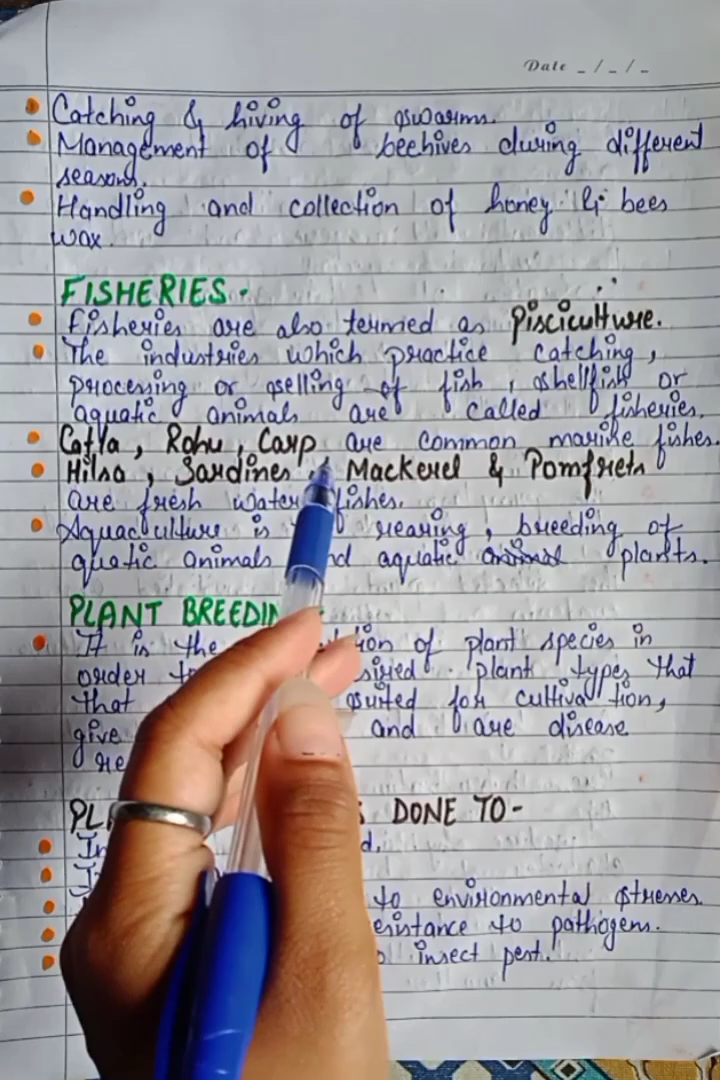 Date _ / _ / _
Catching & hiving of swarms.
Management of beehives during different
seasons.
Handling and collection of honey & bees
wax.
FISHERIES.
Fisheries are also termed as Pisciculture.
The industries which practice catching,
processing or selling of fish, shellfish or
aquatic animals are called fisheries.
Catla, Rohu, Carp are common marine fishes.
Hilsa, Sardines, Mackerel & Pomfrets
are fresh water fishes.
Aquaculture is rearing, breeding of
quatic animals and aquatic animal plants.
PLANT BREEDING
It is the of plant species in
order plant types that
that suited for cultivation,
give and are disease
DONE TO-
to environmental stresses.
resistance to pathogens.
insect pest.